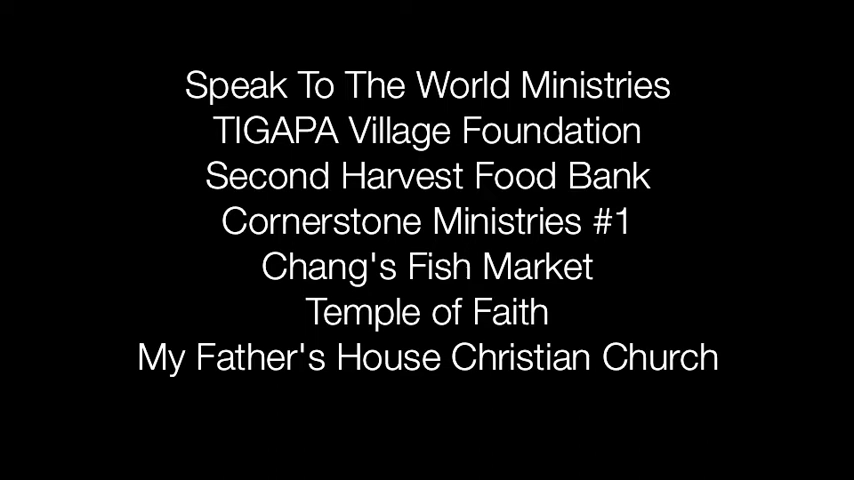 Speak To The World Ministries
TIGAPA Village Foundation
Second Harvest Food Bank
Cornerstone Ministries #1
Chang's Fish Market
Temple of Faith
My Father's House Christian Church